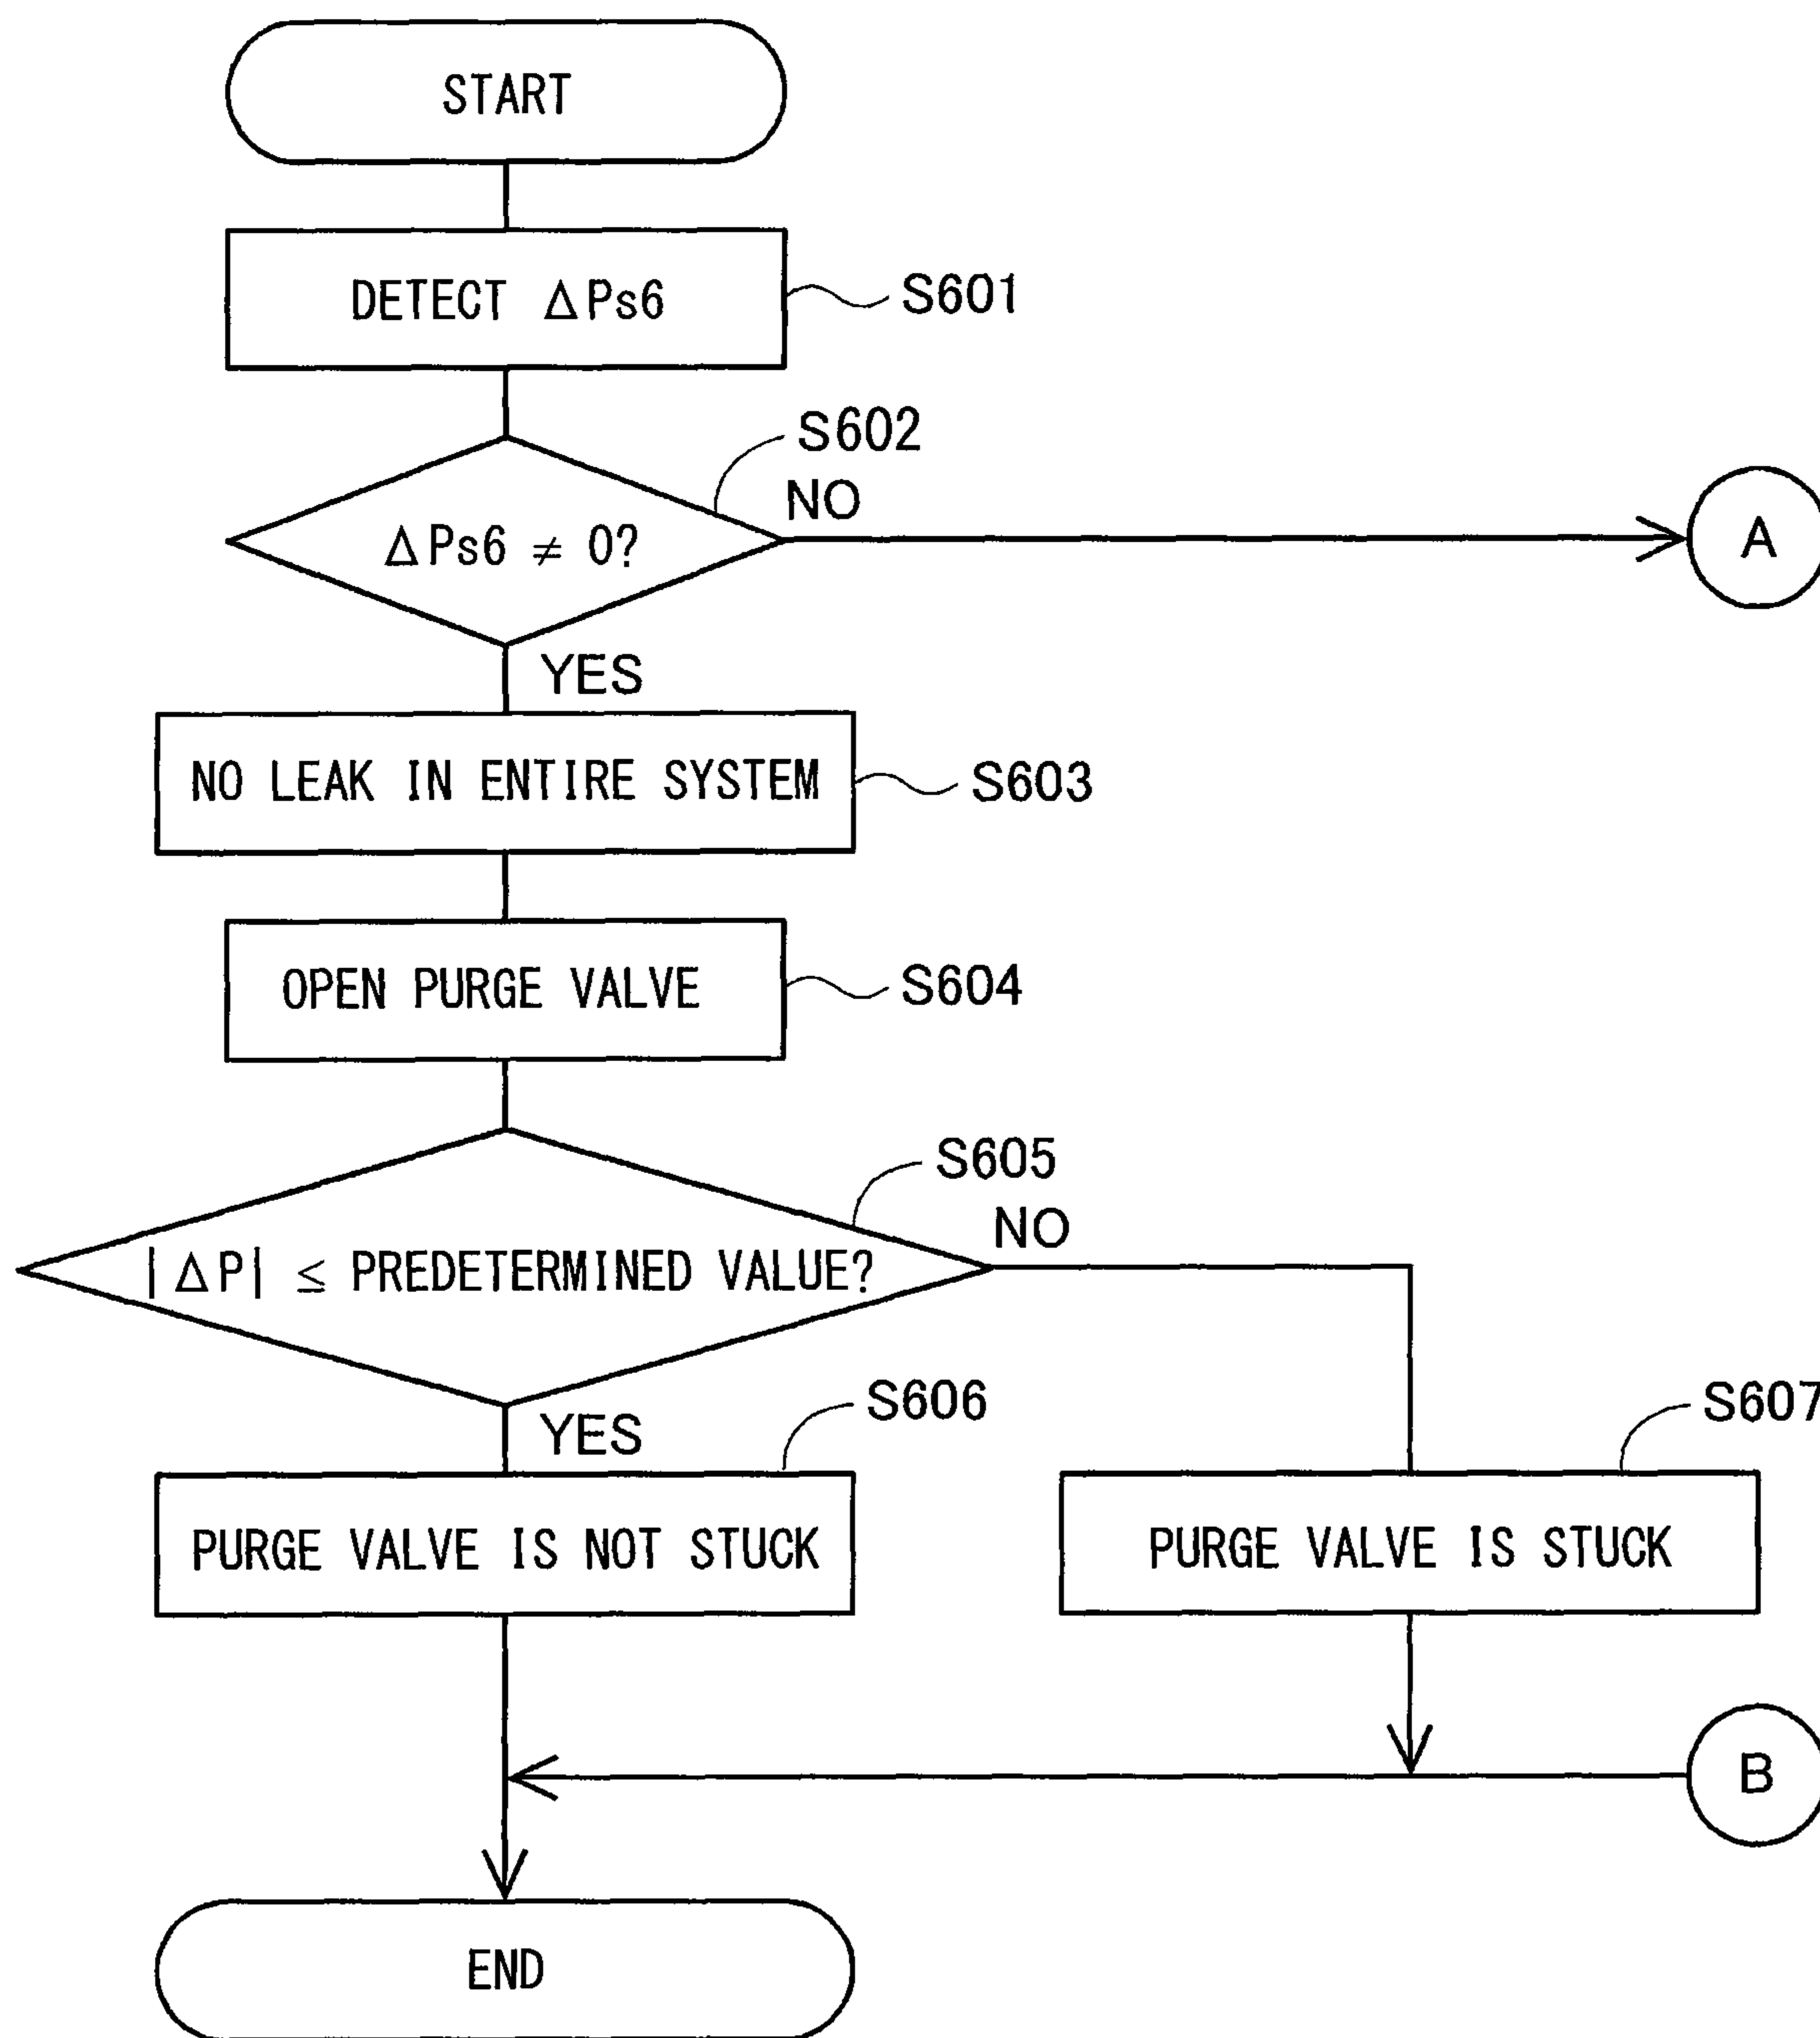 START
DETECT ΔPs6
S601
S602
ΔPs6 ≠ 0?
NO
A
YES
NO LEAK IN ENTIRE SYSTEM
S603
OPEN PURGE VALVE
S604
S605
|ΔP| ≤ PREDETERMINED VALUE?
NO
YES
S606
S607
PURGE VALVE IS NOT STUCK
PURGE VALVE IS STUCK
B
END